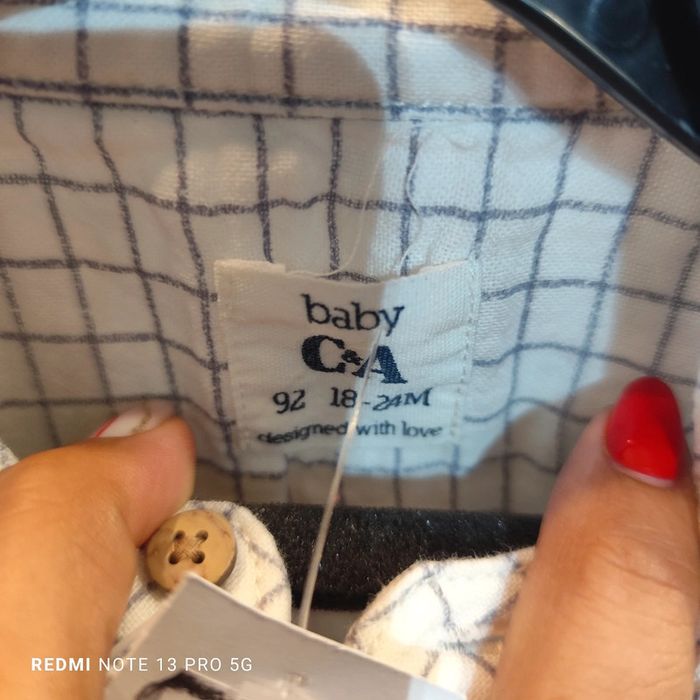 baby
C&A
92 18-24M
designed with love
REDMI NOTE 13 PRO 5G